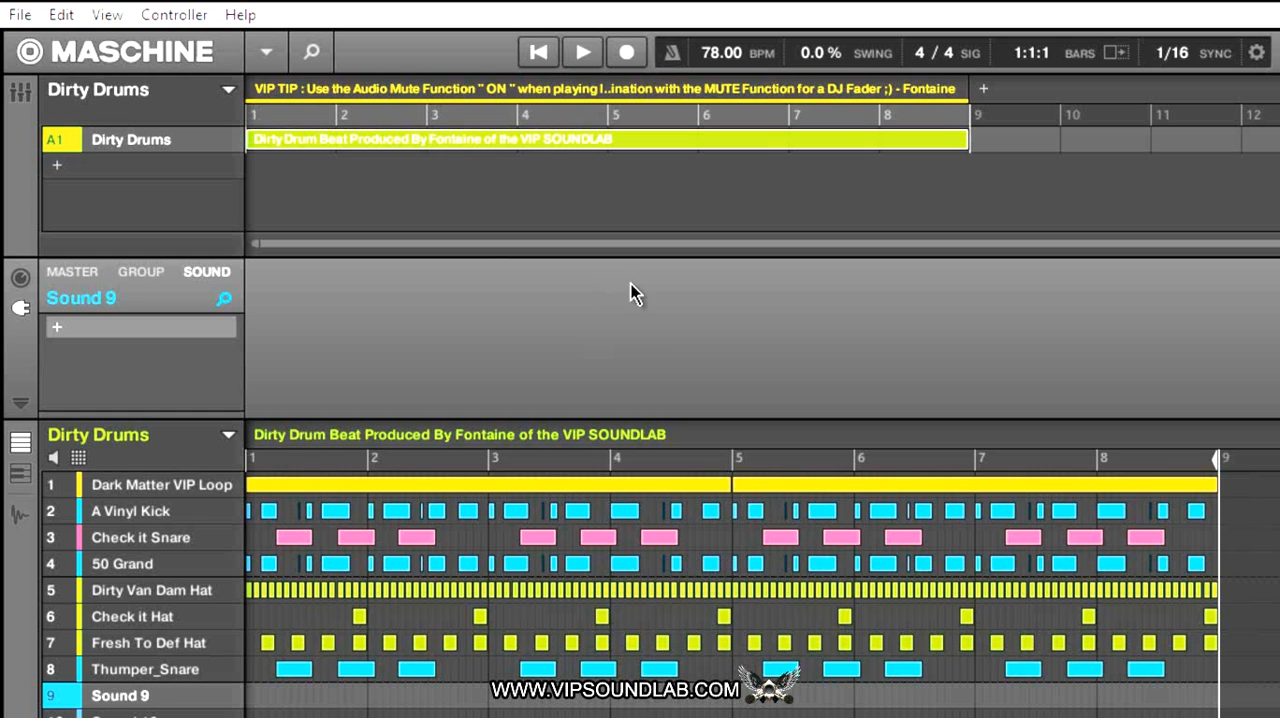 File Edit View Controller Help
MASCHINE 78.00 BPM 0.0 % SWING 4 / 4 SIG 1:1:1 BARS 1/16 SYNC
Dirty Drums VIP TIP : Use the Audio Mute Function " ON " when playing l..ination with the MUTE Function for a DJ Fader ;) - Fontaine +
1 2 3 4 5 6 7 8 9 10 11 12
A1 Dirty Drums Dirty Drum Beat Produced By Fontaine of the VIP SOUNDLAB
+
MASTER GROUP SOUND
Sound 9
+
Dirty Drums Dirty Drum Beat Produced By Fontaine of the VIP SOUNDLAB
1 2 3 4 5 6 7 8 9
1 Dark Matter VIP Loop
2 A Vinyl Kick
3 Check it Snare
4 50 Grand
5 Dirty Van Dam Hat
6 Check it Hat
7 Fresh To Def Hat
8 Thumper_Snare
WWW.VIPSOUNDLAB.COM
9 Sound 9